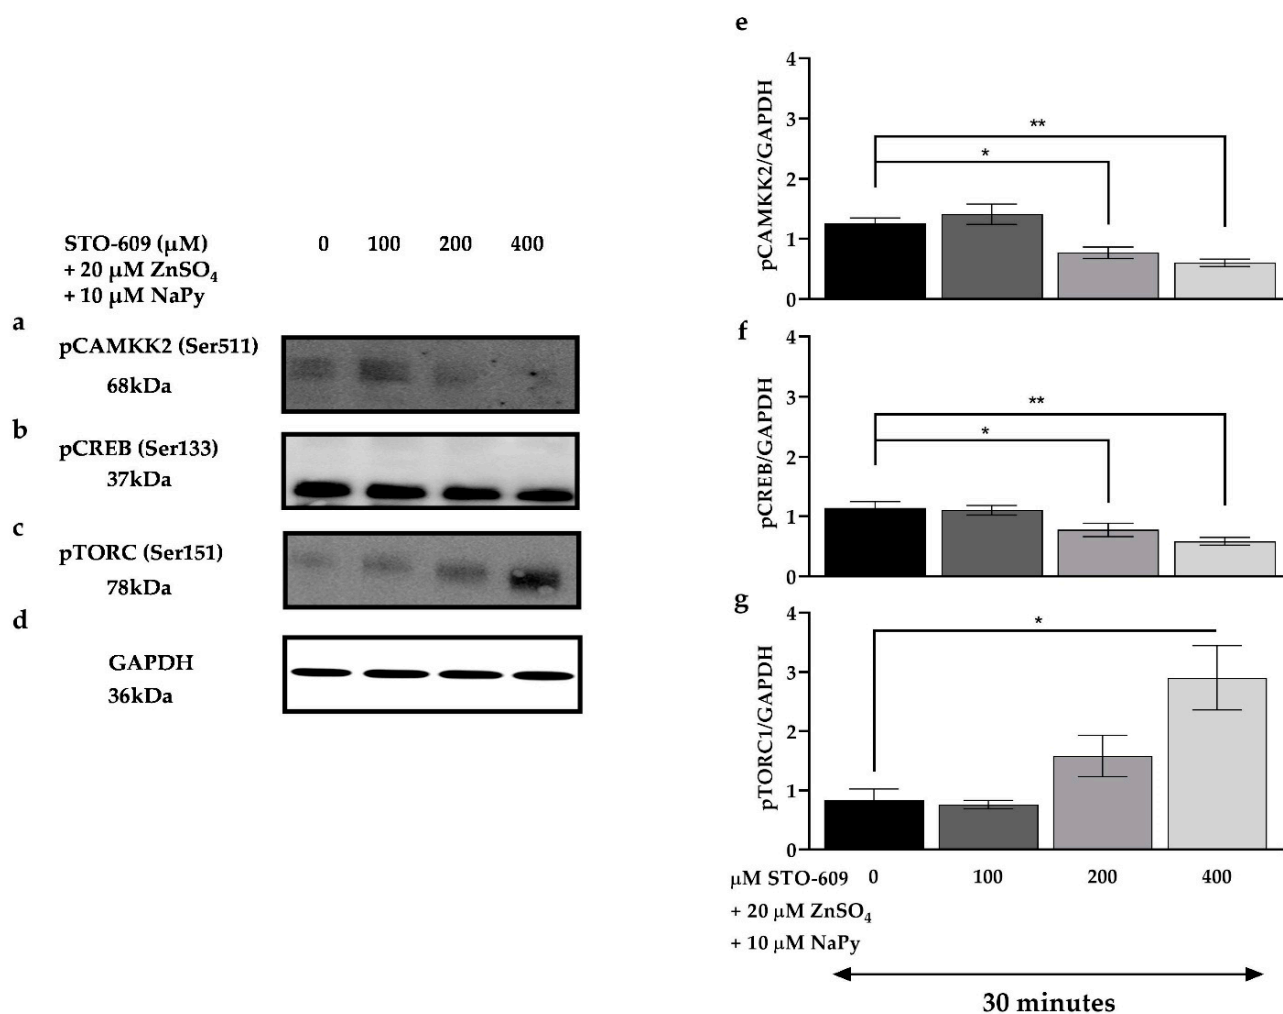 STO-609 (µM) 0 100 200 400
+ 20 µM ZnSO₄
+ 10 µM NaPy
a
pCAMKK2 (Ser511)
68kDa
b
pCREB (Ser133)
37kDa
c
pTORC (Ser151)
78kDa
d
GAPDH
36kDa
e
pCAMKK2/GAPDH
4
3
2
1
0
**
*
f
pCREB/GAPDH
4
3
2
1
0
**
*
g
pTORC1/GAPDH
4
3
2
1
0
*
µM STO-609 0 100 200 400
+ 20 µM ZnSO₄
+ 10 µM NaPy
30 minutes